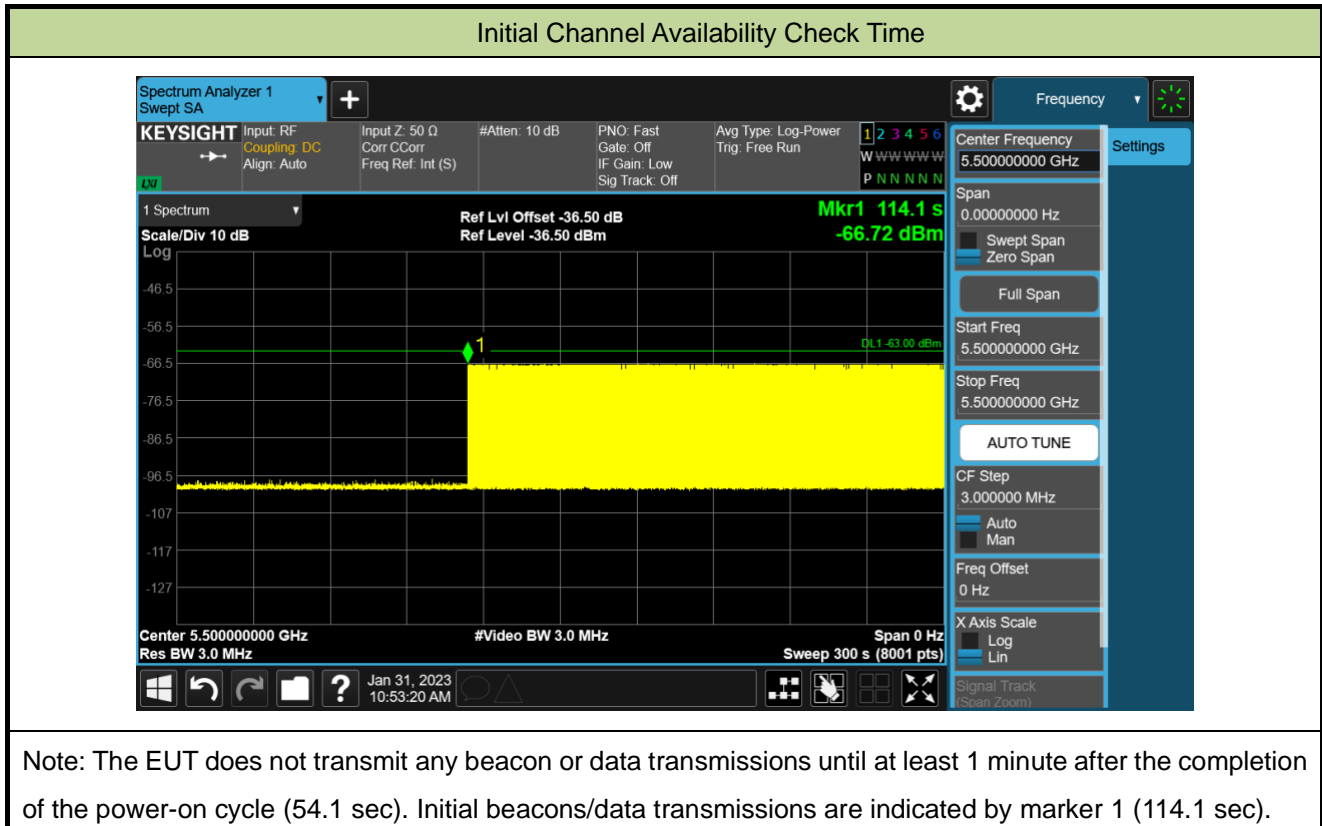 Initial Channel Availability Check Time
Spectrum Analyzer 1
Swept SA
Frequency
KEYSIGHT
LXI
Input: RF
Coupling: DC
Align: Auto
Input Z: 50 Ω
Corr CCorr
Freq Ref: Int (S)
#Atten: 10 dB
PNO: Fast
Gate: Off
IF Gain: Low
Sig Track: Off
Avg Type: Log-Power
Trig: Free Run
1 2 3 4 5 6
W W W W W W
P N N N N N
1 Spectrum
Scale/Div 10 dB
Log
Ref Lvl Offset -36.50 dB
Ref Level -36.50 dBm
Mkr1 114.1 s
-66.72 dBm
-46.5
-56.5
1
DL1 -63.00 dBm
-66.5
-76.5
-86.5
-96.5
-107
-117
-127
Center 5.500000000 GHz
Res BW 3.0 MHz
#Video BW 3.0 MHz
Span 0 Hz
Sweep 300 s (8001 pts)
Jan 31, 2023
10:53:20 AM
Center Frequency
5.500000000 GHz
Span
0.00000000 Hz
Swept Span
Zero Span
Full Span
Start Freq
5.500000000 GHz
Stop Freq
5.500000000 GHz
AUTO TUNE
CF Step
3.000000 MHz
Auto
Man
Freq Offset
0 Hz
X Axis Scale
Log
Lin
Signal Track
(Span Zoom)
Settings
Note: The EUT does not transmit any beacon or data transmissions until at least 1 minute after the completion
of the power-on cycle (54.1 sec). Initial beacons/data transmissions are indicated by marker 1 (114.1 sec).